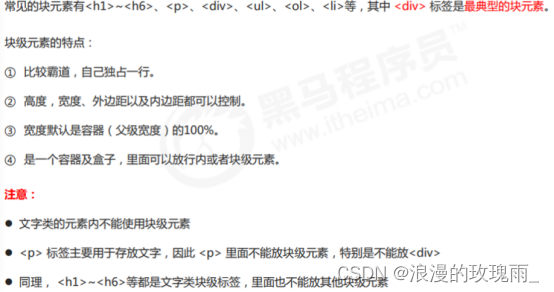 常见的块元素有<h1>~<h6>、<p>、<div>、<ul>、<ol>、<li>等，其中 <div> 标签是最典型的块元素。
块级元素的特点：
① 比较霸道，自己独占一行。
② 高度，宽度、外边距以及内边距都可以控制。
③ 宽度默认是容器（父级宽度）的100%。
④ 是一个容器及盒子，里面可以放行内或者块级元素。
注意：
● 文字类的元素内不能使用块级元素
● <p> 标签主要用于存放文字，因此 <p> 里面不能放块级元素，特别是不能放<div>
● 同理， <h1>~<h6>等都是文字类块级标签，里面也不能放其他块级元素
黑马程序员
www.itheima.com
CSDN @浪漫的玫瑰雨_